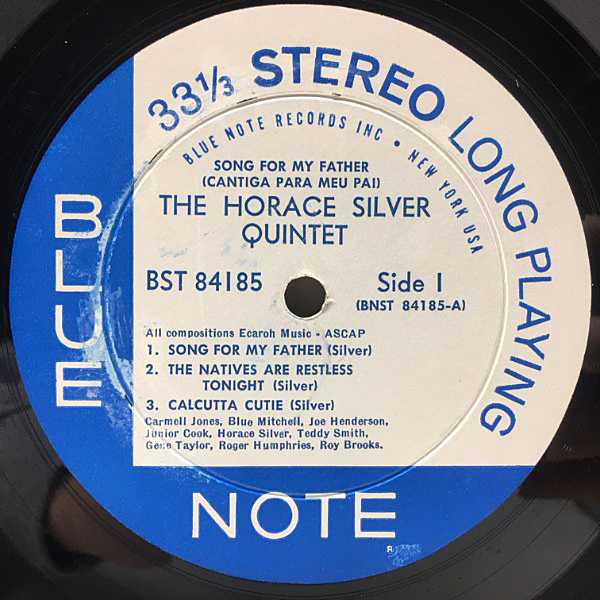 33 1/3 STEREO LONG PLAYING
BLUE NOTE RECORDS INC • NEW YORK USA
SONG FOR MY FATHER
(CANTIGA PARA MEU PAI)
THE HORACE SILVER
QUINTET
BST 84185
Side 1
(BNST 84185-A)
All compositions Ecaroh Music - ASCAP
1. SONG FOR MY FATHER (Silver)
2. THE NATIVES ARE RESTLESS
TONIGHT (Silver)
3. CALCUTTA CUTIE (Silver)
Carmell Jones, Blue Mitchell, Joe Henderson,
Junior Cook, Horace Silver, Teddy Smith,
Gene Taylor, Roger Humphries, Roy Brooks.
BLUE
NOTE
R